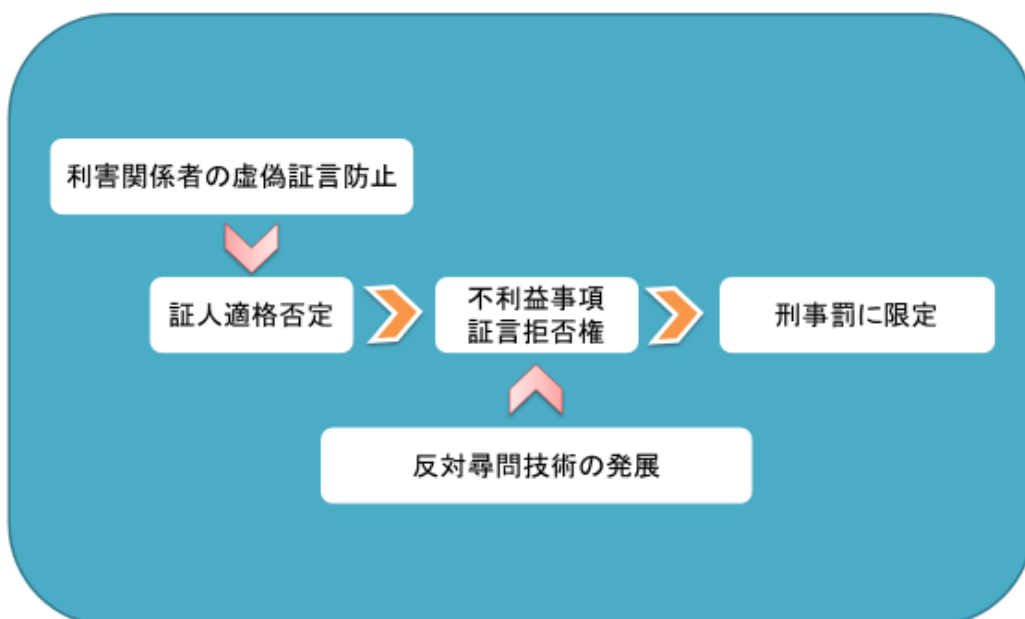 利害関係者の虚偽証言防止
証人適格否定
不利益事項
証言拒否権
刑事罰に限定
反対尋問技術の発展